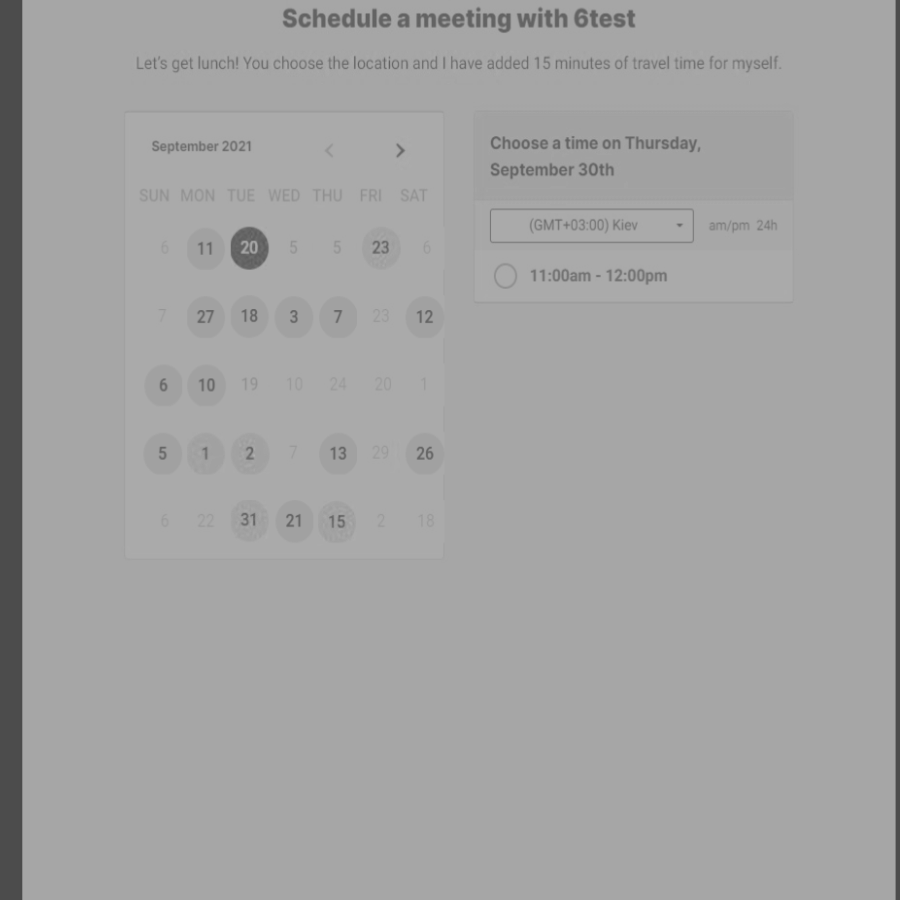 Schedule a meeting with 6test
Let's get lunch! You choose the location and I have added 15 minutes of travel time for myself.
September 2021
SUN MON TUE WED THU FRI SAT
6 11 20 5 5 23 6
7 27 18 3 7 23 12
6 10 19 10 24 20 1
5 1 2 7 13 29 26
6 22 31 21 15 2 18
Choose a time on Thursday,
September 30th
(GMT+03:00) Kiev am/pm 24h
11:00am - 12:00pm